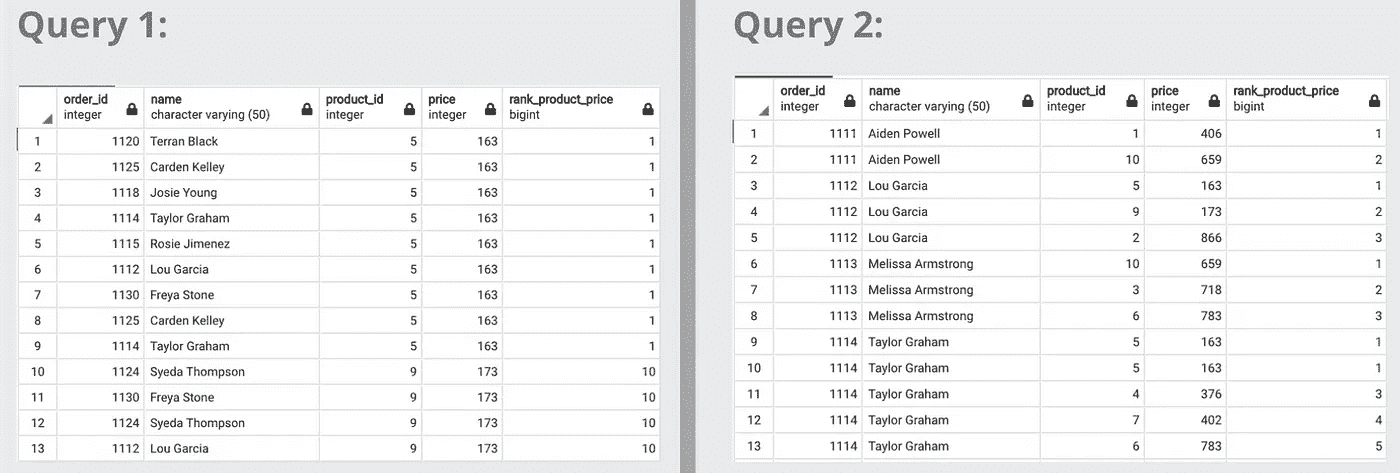 Query 1:
order_id name product_id price rank_product_price
integer character varying (50) integer integer bigint
1 1120 Terran Black 5 163 1
2 1125 Carden Kelley 5 163 1
3 1118 Josie Young 5 163 1
4 1114 Taylor Graham 5 163 1
5 1115 Rosie Jimenez 5 163 1
6 1112 Lou Garcia 5 163 1
7 1130 Freya Stone 5 163 1
8 1125 Carden Kelley 5 163 1
9 1114 Taylor Graham 5 163 1
10 1124 Syeda Thompson 9 173 10
11 1130 Freya Stone 9 173 10
12 1124 Syeda Thompson 9 173 10
13 1112 Lou Garcia 9 173 10
Query 2:
order_id name product_id price rank_product_price
integer character varying (50) integer integer bigint
1 1111 Aiden Powell 1 406 1
2 1111 Aiden Powell 10 659 2
3 1112 Lou Garcia 5 163 1
4 1112 Lou Garcia 9 173 2
5 1112 Lou Garcia 2 866 3
6 1113 Melissa Armstrong 10 659 1
7 1113 Melissa Armstrong 3 718 2
8 1113 Melissa Armstrong 6 783 3
9 1114 Taylor Graham 5 163 1
10 1114 Taylor Graham 5 163 1
11 1114 Taylor Graham 4 376 3
12 1114 Taylor Graham 7 402 4
13 1114 Taylor Graham 6 783 5